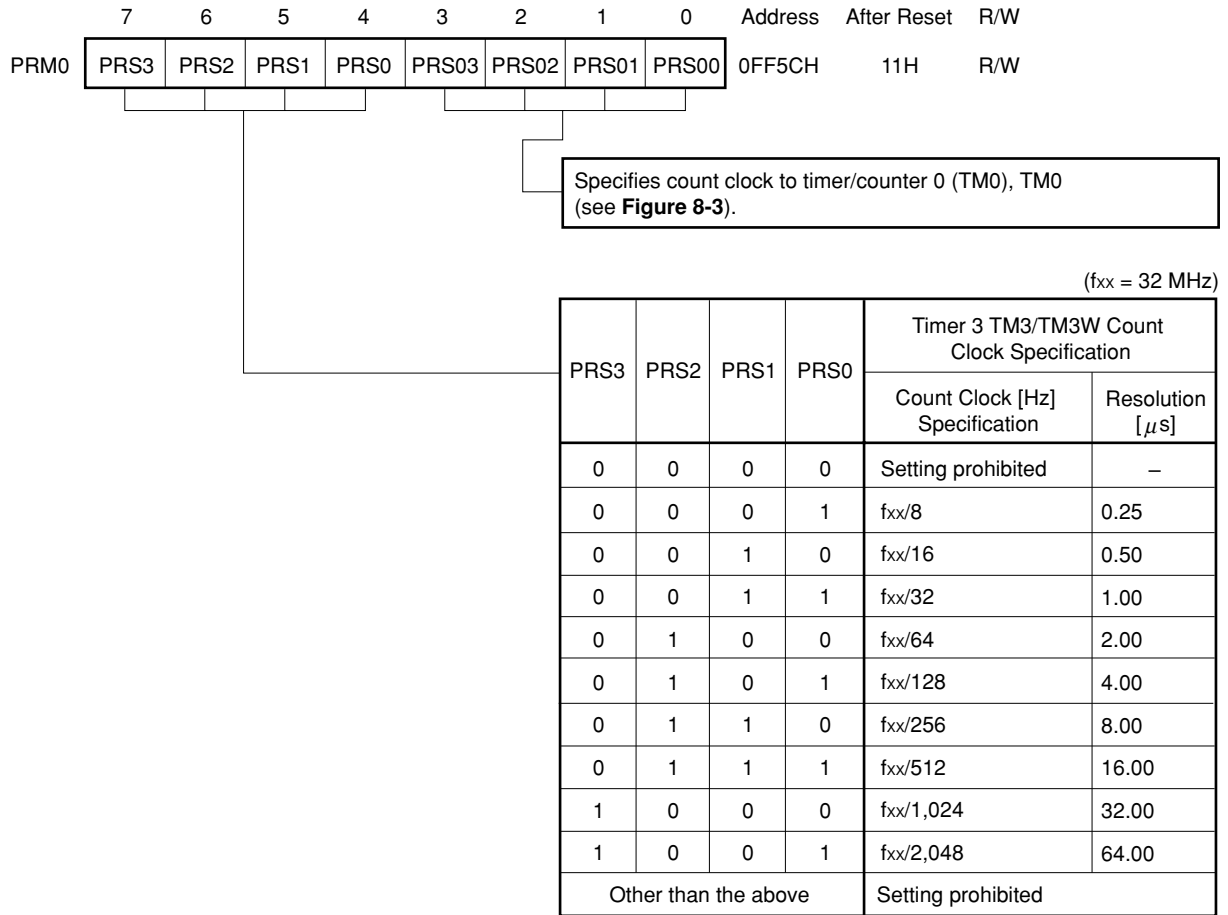 7 6 5 4 3 2 1 0 Address After Reset R/W
PRM0 PRS3 PRS2 PRS1 PRS0 PRS03 PRS02 PRS01 PRS00 0FF5CH 11H R/W
Specifies count clock to timer/counter 0 (TM0), TM0
(see Figure 8-3).
(fxx = 32 MHz)
PRS3 PRS2 PRS1 PRS0
Timer 3 TM3/TM3W Count
Clock Specification
Count Clock [Hz]
Specification
Resolution
[μs]
0 0 0 0 Setting prohibited –
0 0 0 1 fxx/8 0.25
0 0 1 0 fxx/16 0.50
0 0 1 1 fxx/32 1.00
0 1 0 0 fxx/64 2.00
0 1 0 1 fxx/128 4.00
0 1 1 0 fxx/256 8.00
0 1 1 1 fxx/512 16.00
1 0 0 0 fxx/1,024 32.00
1 0 0 1 fxx/2,048 64.00
Other than the above Setting prohibited